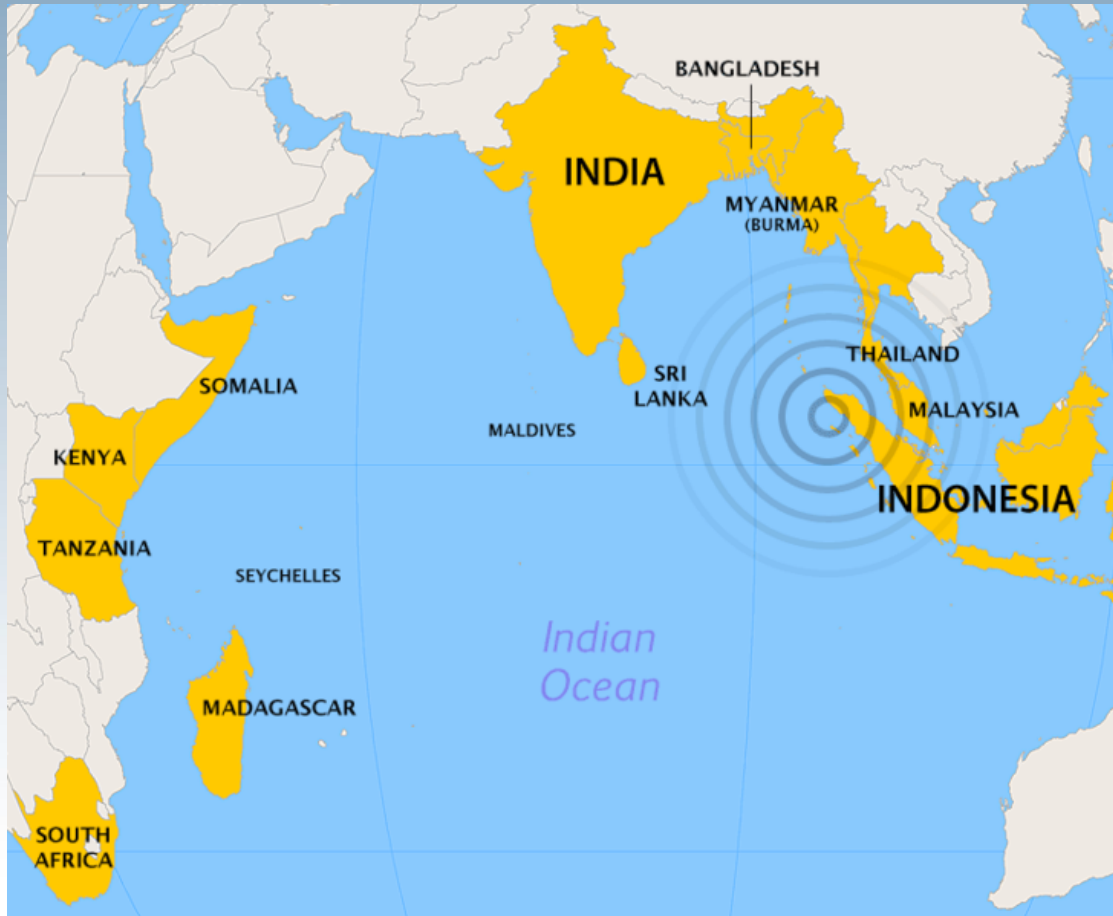 BANGLADESH
INDIA
MYANMAR
(BURMA)
THAILAND
SRI
LANKA
MALAYSIA
SOMALIA
MALDIVES
KENYA
INDONESIA
TANZANIA
SEYCHELLES
Indian
Ocean
MADAGASCAR
SOUTH
AFRICA